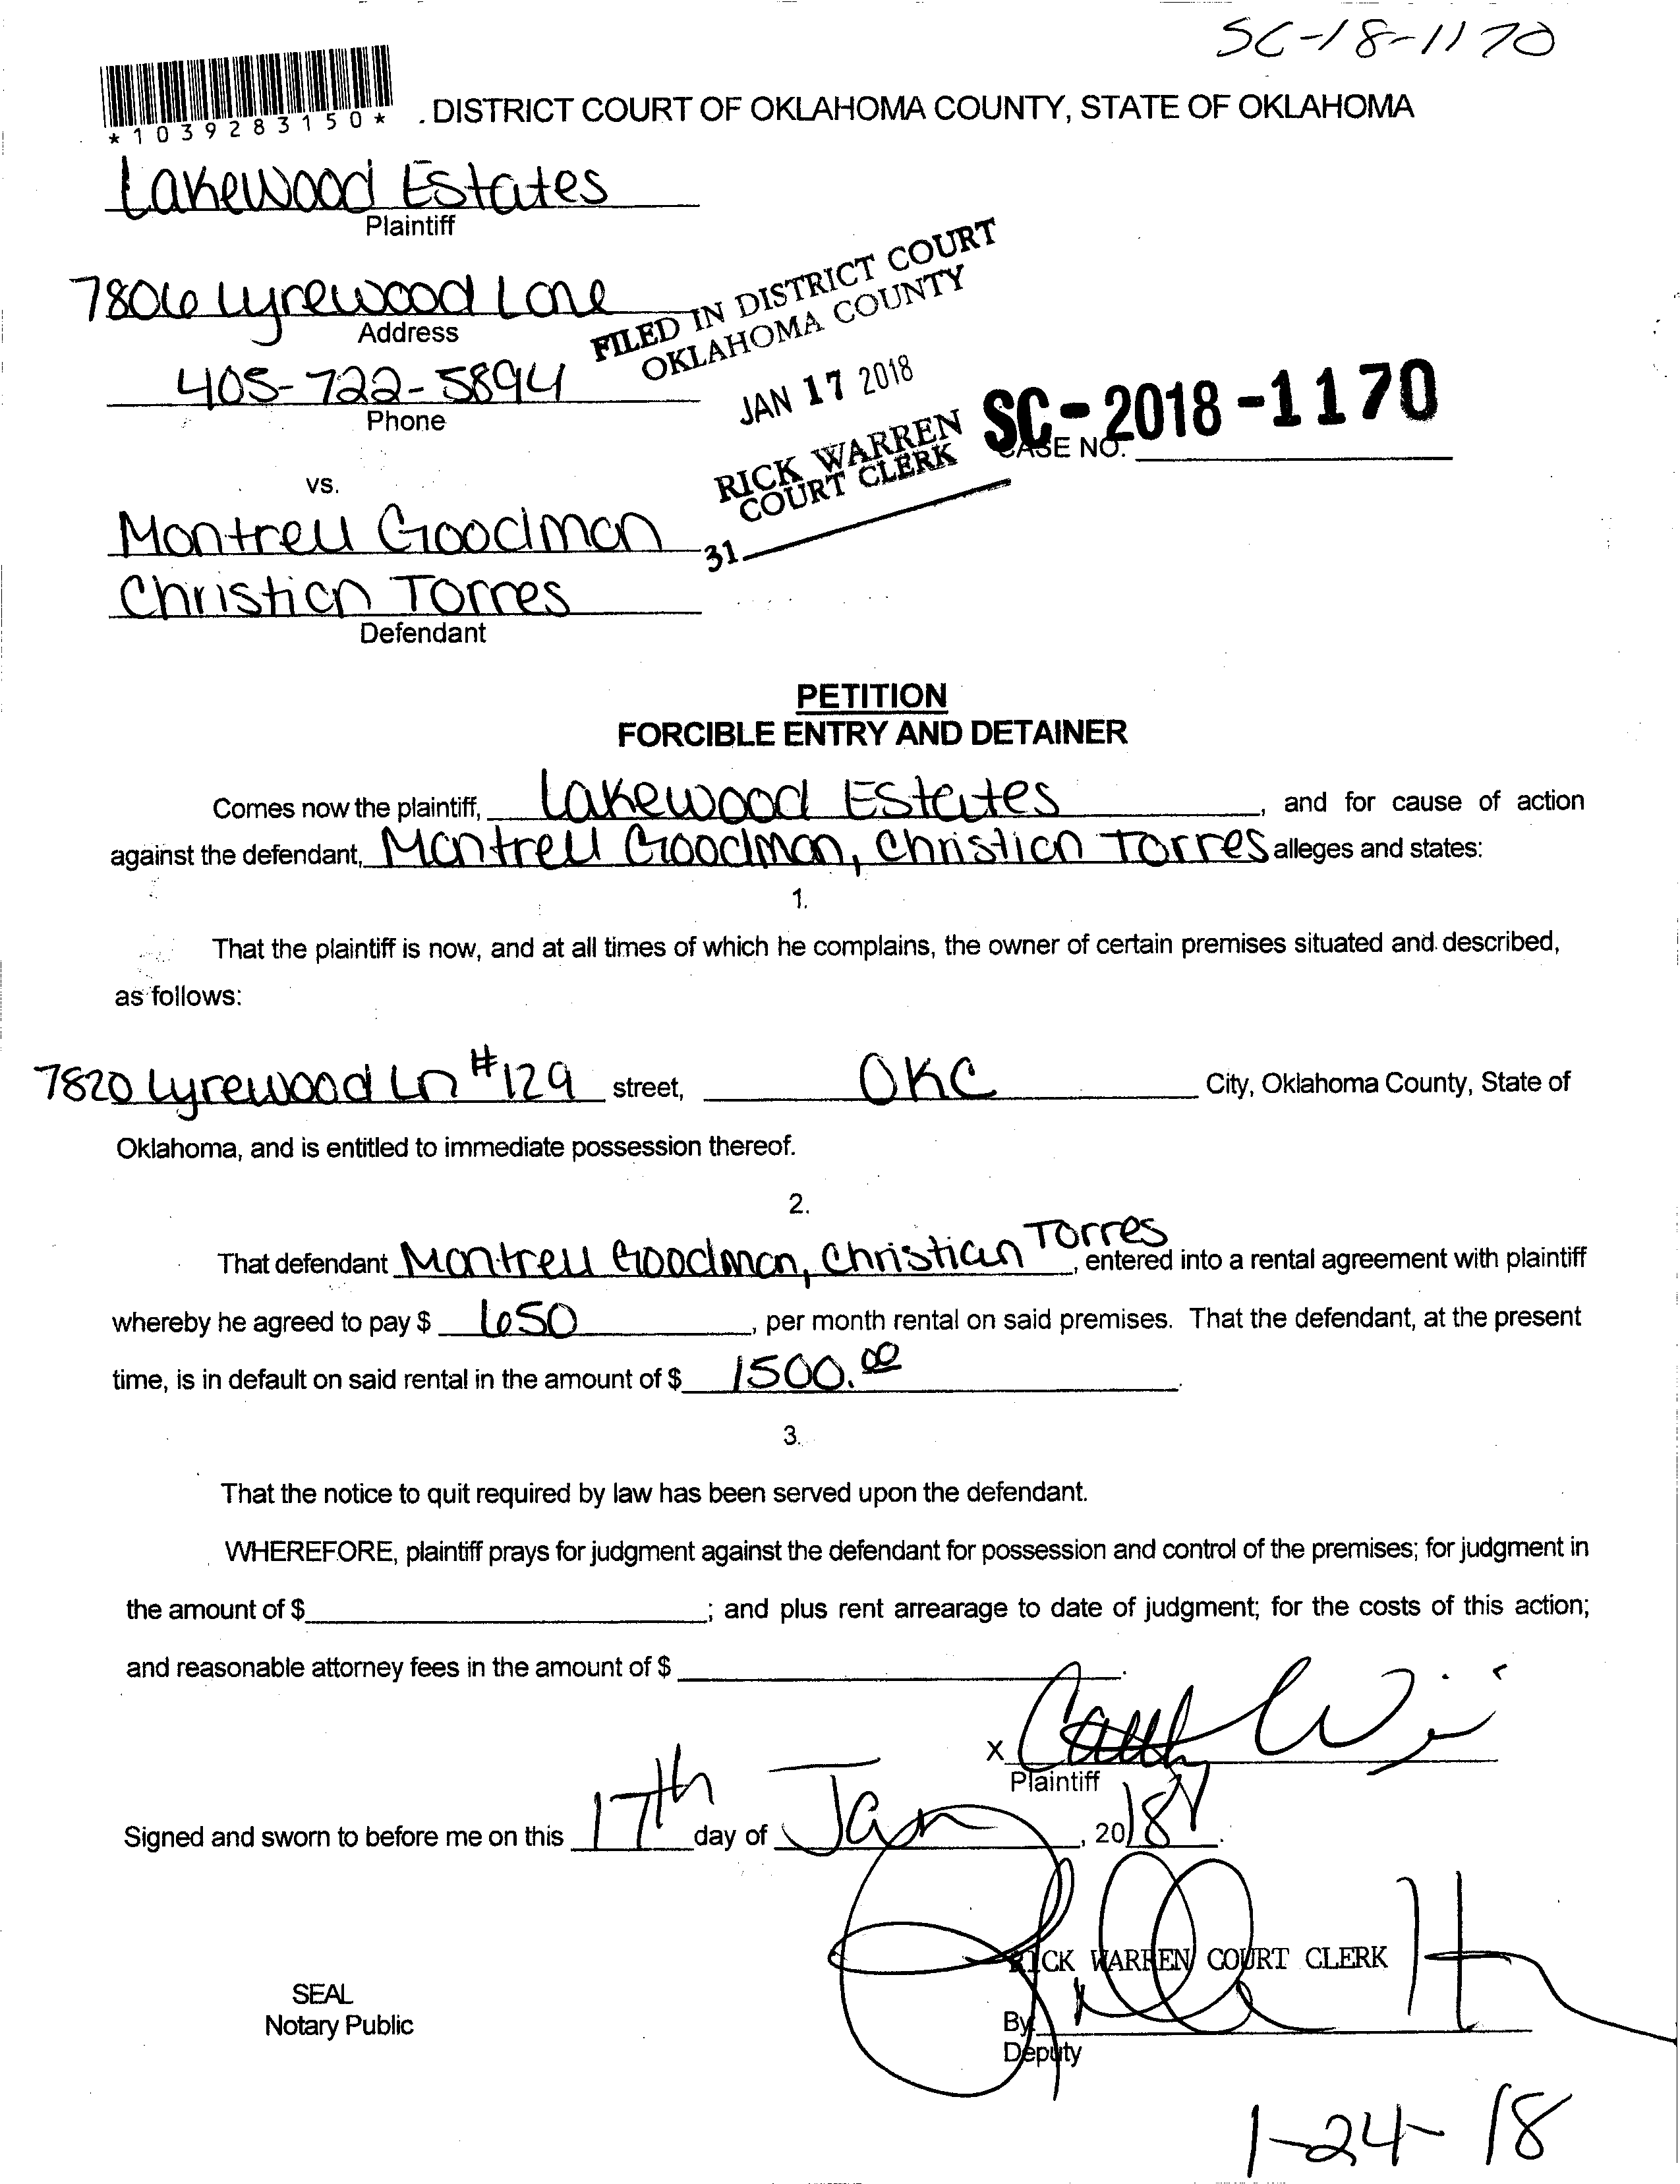 SC-18-1170
*1039283150*
. DISTRICT COURT OF OKLAHOMA COUNTY, STATE OF OKLAHOMA
Lakewood Estates
Plaintiff
7806 Lyrewood Lane
Address
405-722-5894
Phone
FILED IN DISTRICT COURT
OKLAHOMA COUNTY
JAN 17 2018
RICK WARREN
COURT CLERK
31
SC-2018-1170
CASE NO.
vs.
Montrell Goodman
Christian Torres
Defendant
PETITION
FORCIBLE ENTRY AND DETAINER
Comes now the plaintiff, Lakewood Estates, and for cause of action
against the defendant, Montrell Goodman, Christian Torres alleges and states:
1.
That the plaintiff is now, and at all times of which he complains, the owner of certain premises situated and described,
as follows:
7820 Lyrewood Ln #129 street, OKC City, Oklahoma County, State of
Oklahoma, and is entitled to immediate possession thereof.
2.
That defendant Montrell Goodman, Christian Torres, entered into a rental agreement with plaintiff
whereby he agreed to pay $ 650, per month rental on said premises. That the defendant, at the present
time, is in default on said rental in the amount of $ 1500.00.
3.
That the notice to quit required by law has been served upon the defendant.
WHEREFORE, plaintiff prays for judgment against the defendant for possession and control of the premises; for judgment in
the amount of $; and plus rent arrearage to date of judgment; for the costs of this action;
and reasonable attorney fees in the amount of $.
X
Plaintiff
Signed and sworn to before me on this 17th day of Jan, 2018.
RICK WARREN COURT CLERK
SEAL
Notary Public
By:
Deputy
1-24-18